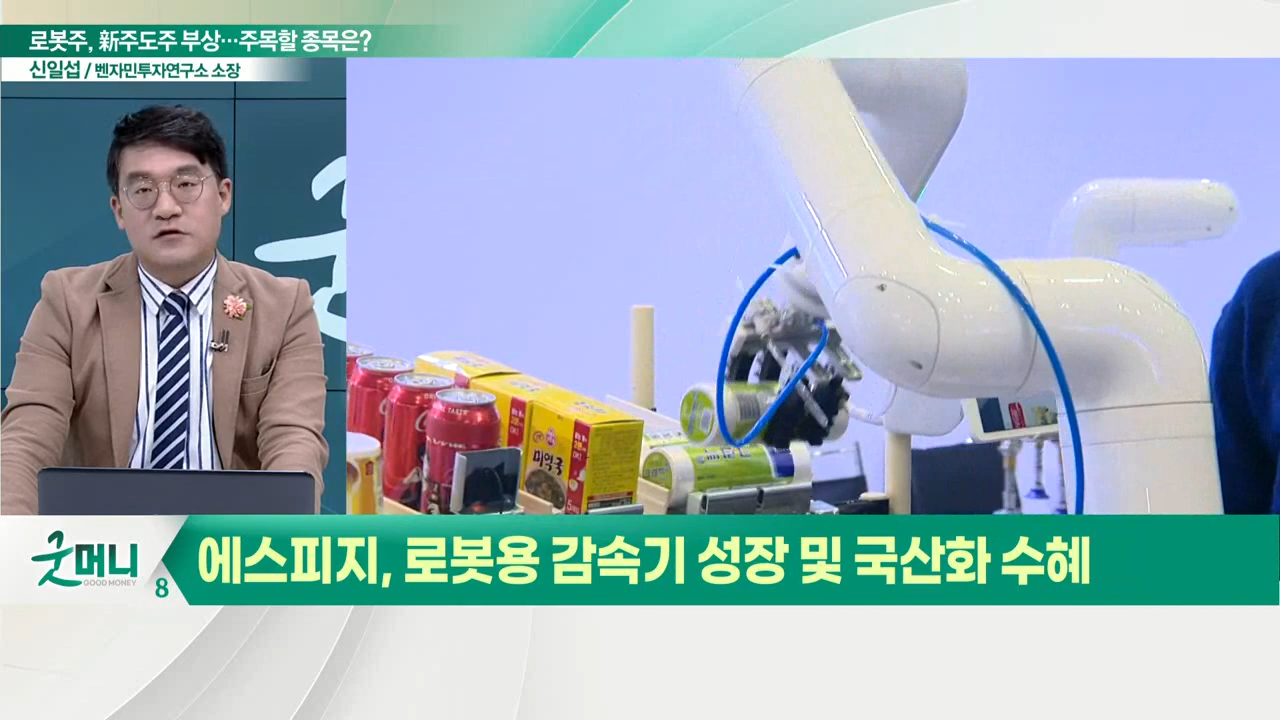 로봇주, 新주도주 부상…주목할 종목은?
신일섭 / 벤자민투자연구소 소장
미역국
굿머니
GOOD MONEY
8
에스피지, 로봇용 감속기 성장 및 국산화 수혜